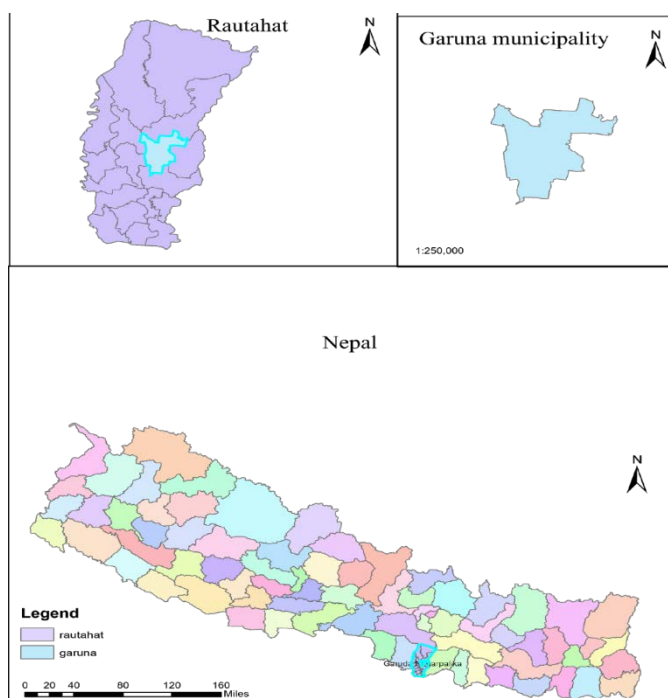 Rautahat
N
Garuna municipality
N
1:250,000
Nepal
N
Legend
rautahat
garuna
0 20 40 80 120 160
Miles